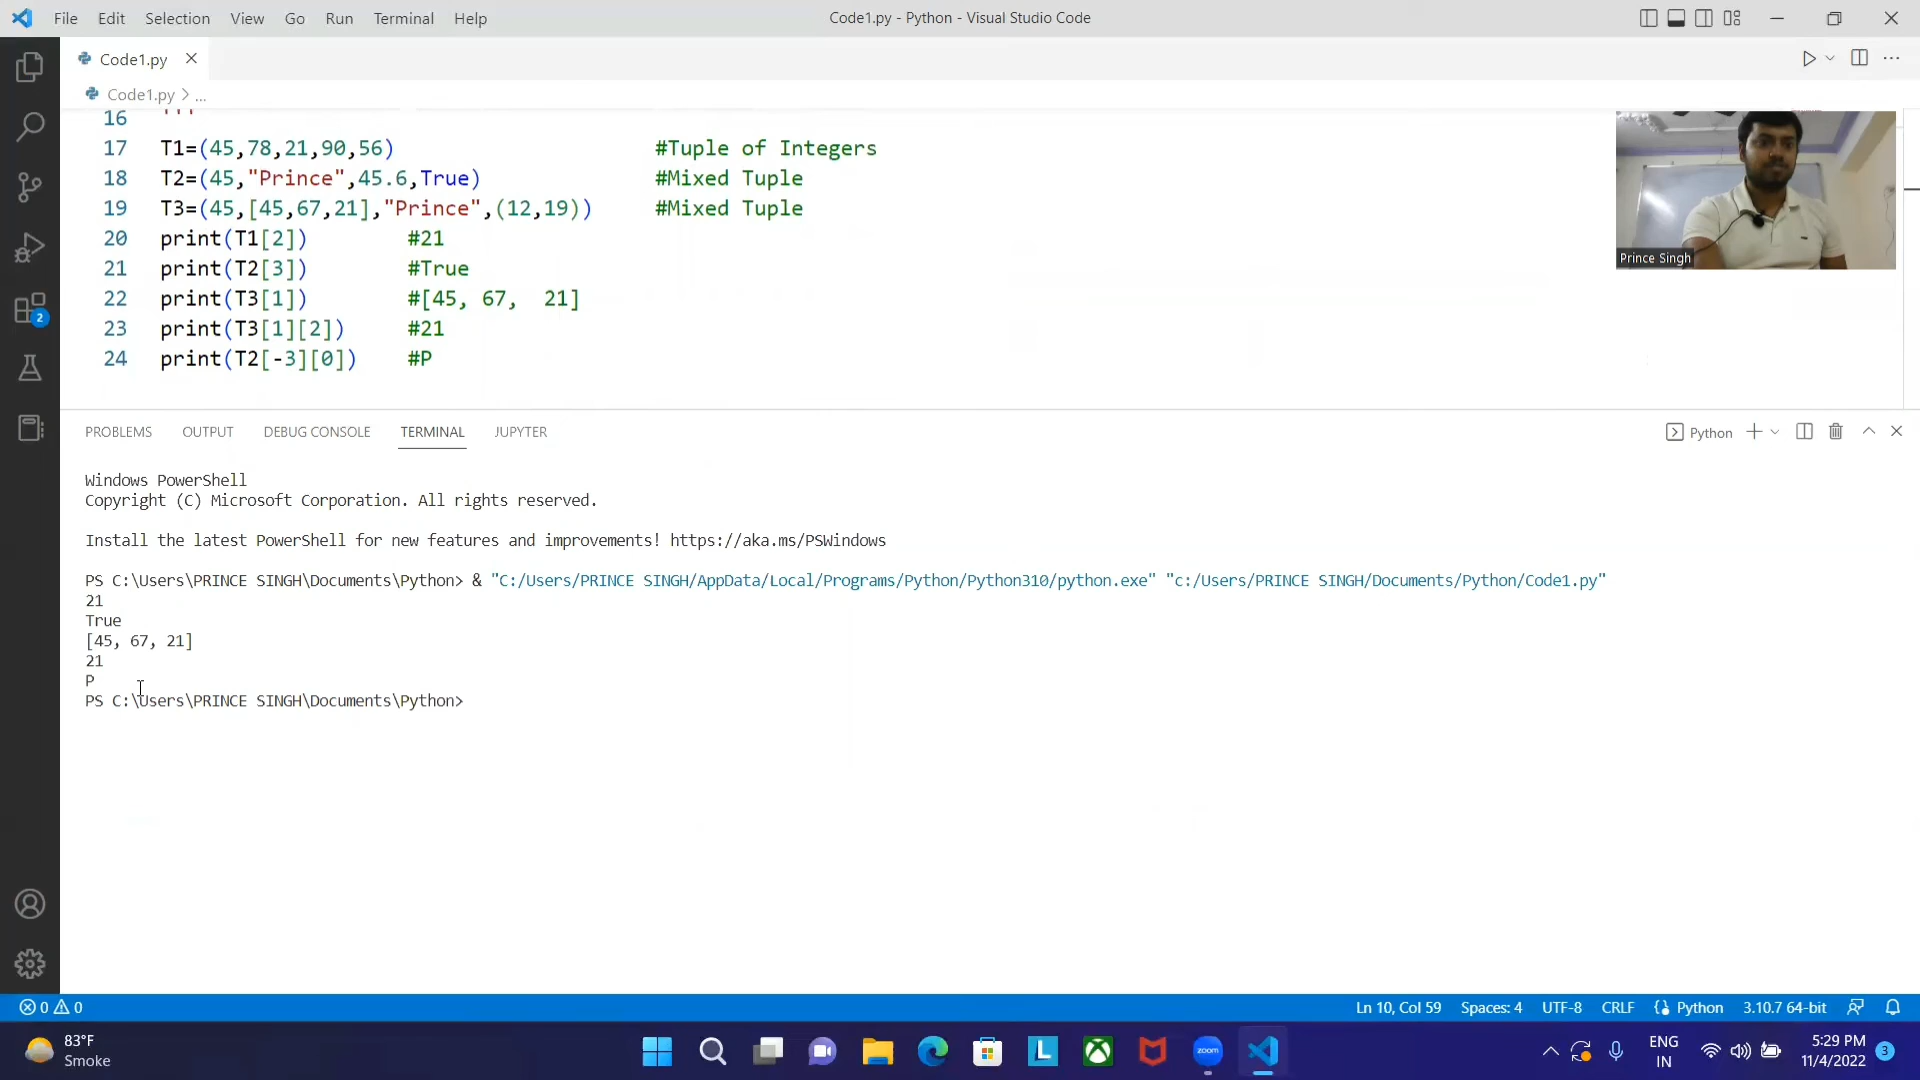 File Edit Selection View Go Run Terminal Help
Code1.py - Python - Visual Studio Code
Code1.py
Code1.py > ...
16 '''
17 T1=(45,78,21,90,56) #Tuple of Integers
18 T2=(45,"Prince",45.6,True) #Mixed Tuple
19 T3=(45,[45,67,21],"Prince",(12,19)) #Mixed Tuple
20 print(T1[2]) #21
21 print(T2[3]) #True
22 print(T3[1]) #[45, 67,  21]
23 print(T3[1][2]) #21
24 print(T2[-3][0]) #P
Prince Singh
2
PROBLEMS OUTPUT DEBUG CONSOLE TERMINAL JUPYTER
Python
Windows PowerShell
Copyright (C) Microsoft Corporation. All rights reserved.
Install the latest PowerShell for new features and improvements! https://aka.ms/PSWindows
PS C:\Users\PRINCE SINGH\Documents\Python> & "C:/Users/PRINCE SINGH/AppData/Local/Programs/Python/Python310/python.exe" "c:/Users/PRINCE SINGH/Documents/Python/Code1.py"
21
True
[45, 67, 21]
21
P
PS C:\Users\PRINCE SINGH\Documents\Python>
0 0
Ln 10, Col 59 Spaces: 4 UTF-8 CRLF Python 3.10.7 64-bit
83°F
Smoke
L
zoom
ENG
IN
5:29 PM
11/4/2022
3